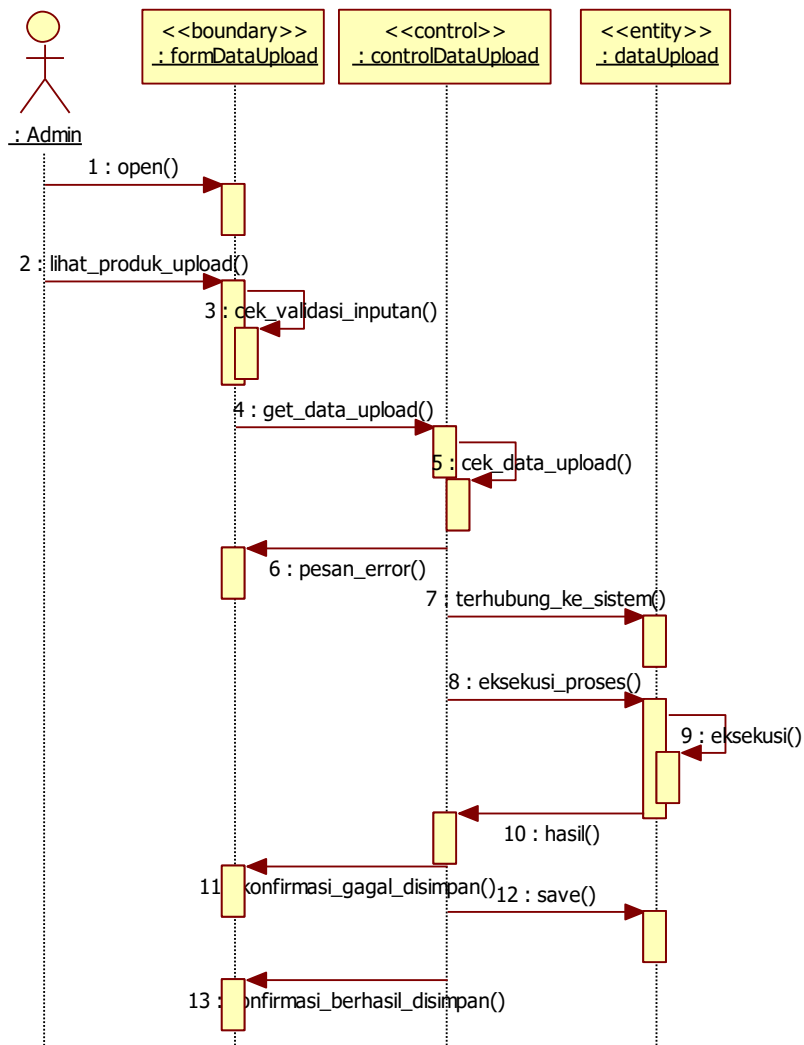 <<boundary>>
: formDataUpload
<<control>>
: controlDataUpload
<<entity>>
: dataUpload
: Admin
1 : open()
2 : lihat_produk_upload()
3 : cek_validasi_inputan()
4 : get_data_upload()
5 : cek_data_upload()
6 : pesan_error()
7 : terhubung_ke_sistem()
8 : eksekusi_proses()
9 : eksekusi()
10 : hasil()
11 : konfirmasi_gagal_disimpan()
12 : save()
13 : konfirmasi_berhasil_disimpan()